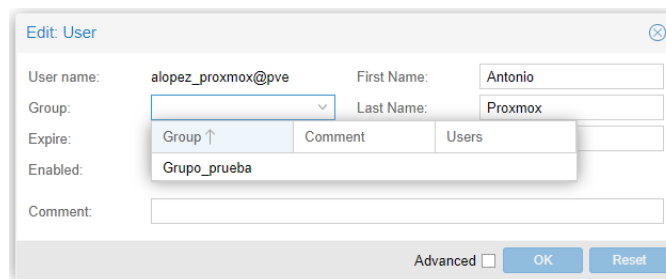 Edit: User
User name: alopez_proxmox@pve First Name: Antonio
Group: Last Name: Proxmox
Expire: Group Comment Users
Enabled: Grupo_prueba
Comment:
Advanced OK Reset